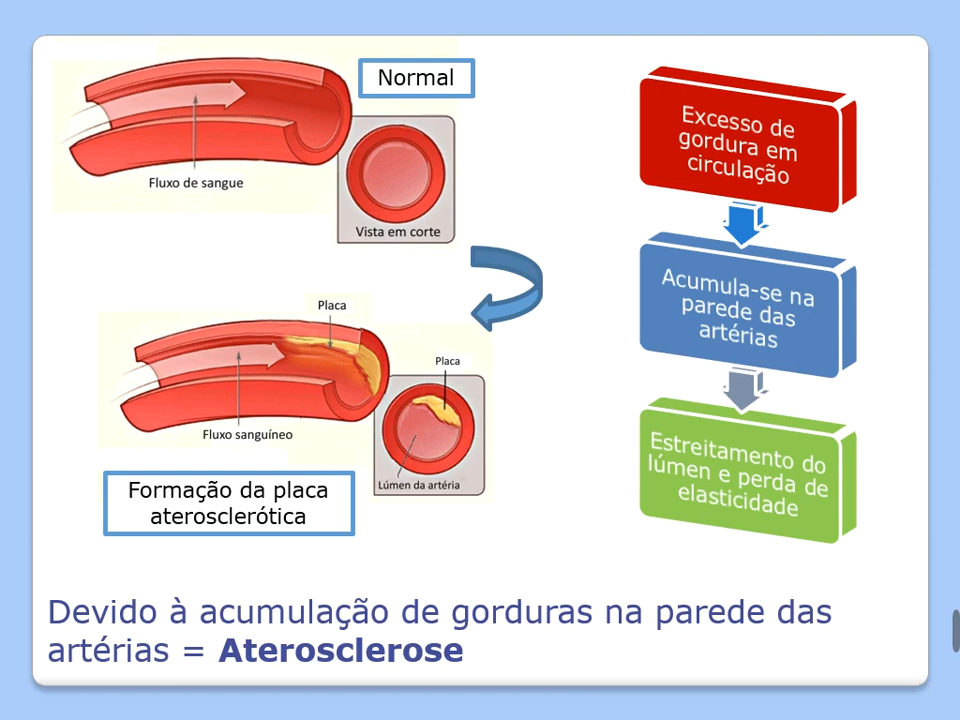 Normal
Fluxo de sangue
Vista em corte
Placa
Placa
Fluxo sanguíneo
Lúmen da artéria
Formação da placa
aterosclerótica
Excesso de
gordura em
circulação
Acumula-se na
parede das
artérias
Estreitamento do
lúmen e perda de
elasticidade
Devido à acumulação de gorduras na parede das
artérias = Aterosclerose